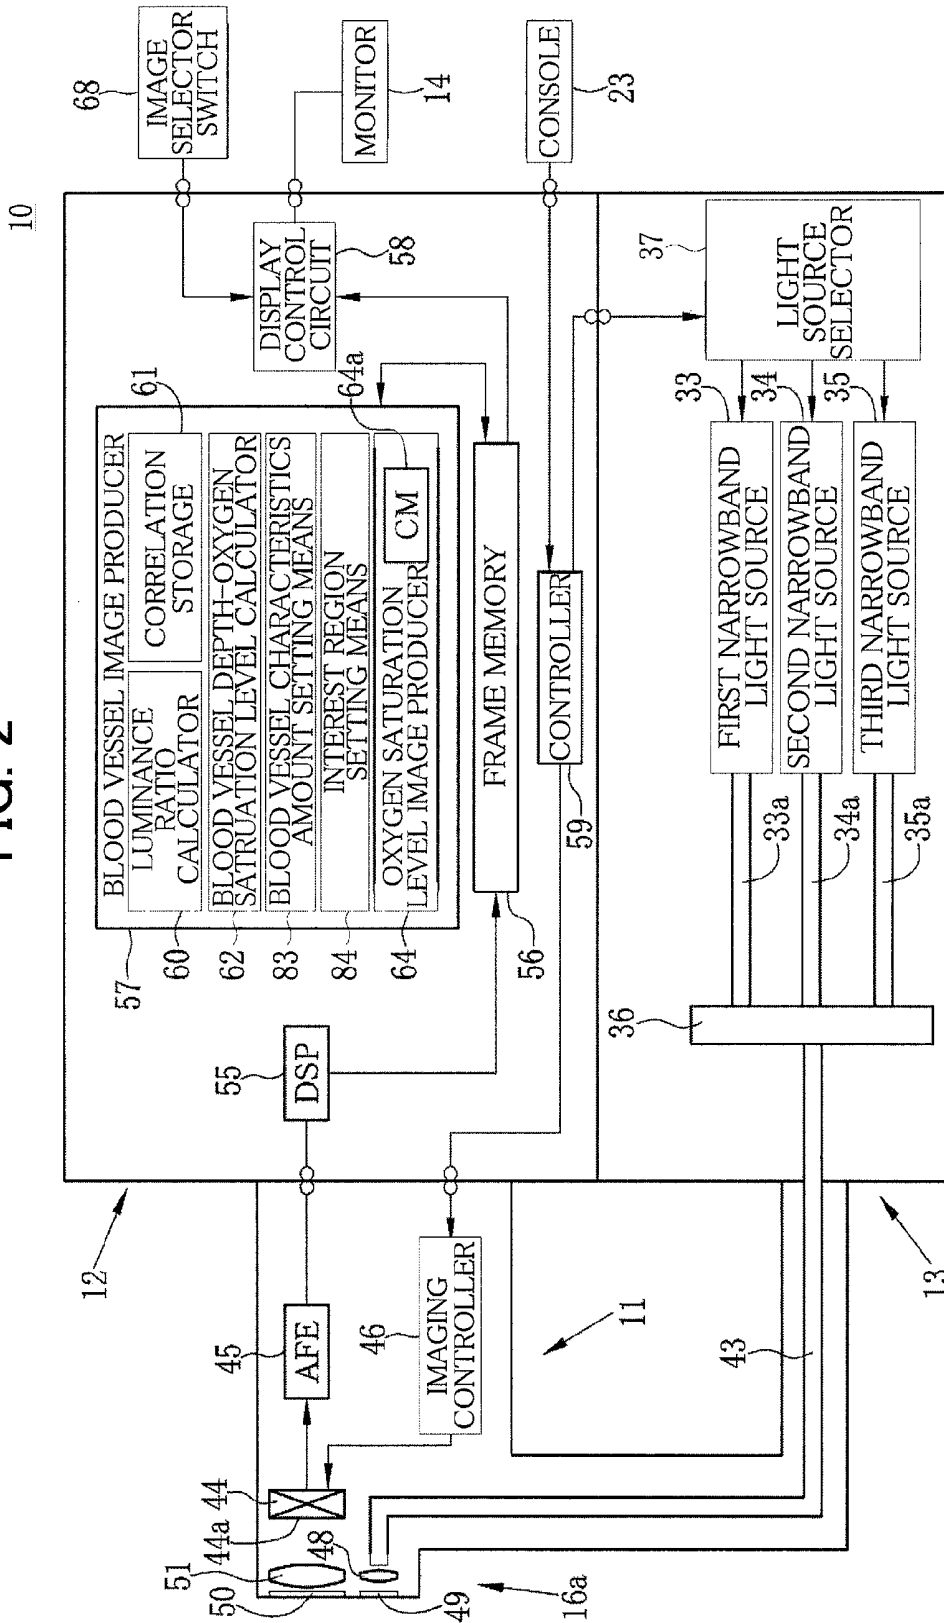 FIG. 2
10
68
IMAGE
SELECTOR
SWITCH
14
MONITOR
23
CONSOLE
12
57
BLOOD VESSEL IMAGE PRODUCER
60
LUMINANCE
RATIO
CALCULATOR
61
CORRELATION
STORAGE
62
BLOOD VESSEL DEPTH-OXYGEN
SATRUATION LEVEL CALCULATOR
83
BLOOD VESSEL CHARACTERISTICS
AMOUNT SETTING MEANS
84
INTEREST REGION
SETTING MEANS
64
OXYGEN SATURATION
LEVEL IMAGE PRODUCER
64a
CM
58
DISPLAY
CONTROL
CIRCUIT
55
DSP
56
FRAME MEMORY
59
CONTROLLER
45
AFE
44
44a
51
50
48
49
46
IMAGING
CONTROLLER
11
16a
43
13
36
37
LIGHT
SOURCE
SELECTOR
33
FIRST NARROWBAND
LIGHT SOURCE
33a
34
SECOND NARROWBAND
LIGHT SOURCE
34a
35
THIRD NARROWBAND
LIGHT SOURCE
35a